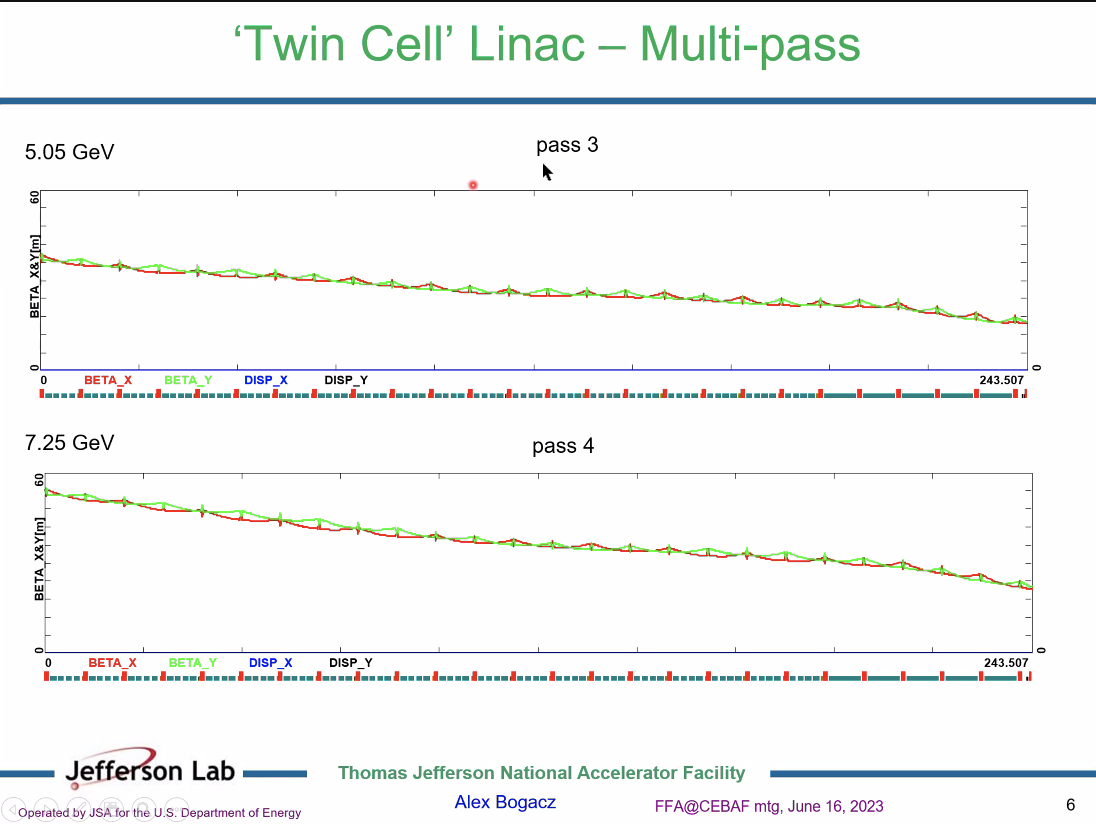 ‘Twin Cell’ Linac – Multi-pass
5.05 GeV
pass 3
60
BETA_X&Y[m]
0
0
0 BETA_X BETA_Y DISP_X DISP_Y 243.507
7.25 GeV
pass 4
60
BETA_X&Y[m]
0
0
0 BETA_X BETA_Y DISP_X DISP_Y 243.507
Jefferson Lab
Thomas Jefferson National Accelerator Facility
Operated by JSA for the U.S. Department of Energy
Alex Bogacz
FFA@CEBAF mtg, June 16, 2023
6